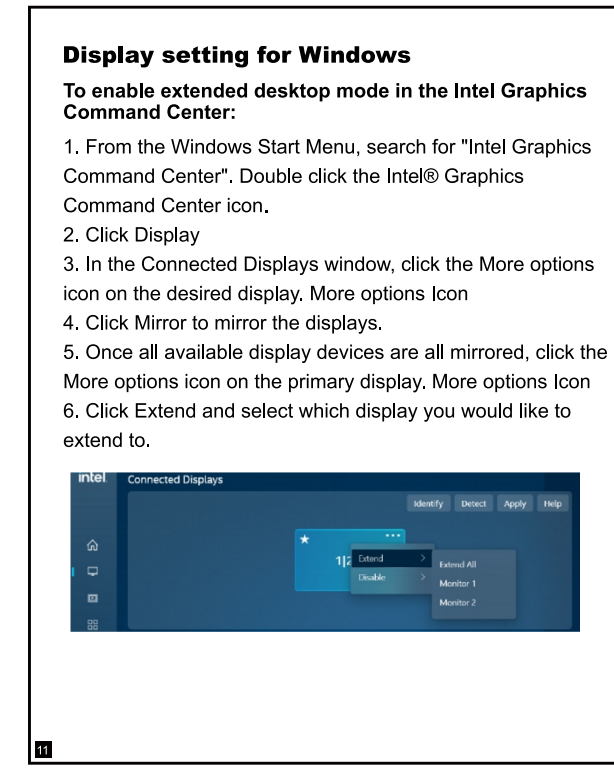 Display setting for Windows
To enable extended desktop mode in the Intel Graphics
Command Center:
1. From the Windows Start Menu, search for "Intel Graphics
Command Center". Double click the Intel® Graphics
Command Center icon.
2. Click Display
3. In the Connected Displays window, click the More options
icon on the desired display. More options Icon
4. Click Mirror to mirror the displays.
5. Once all available display devices are all mirrored, click the
More options icon on the primary display. More options Icon
6. Click Extend and select which display you would like to
extend to.
intel. Connected Displays
Identify Detect Apply Help
1|2
Extend
Extend All
Disable
Monitor 1
Monitor 2
11